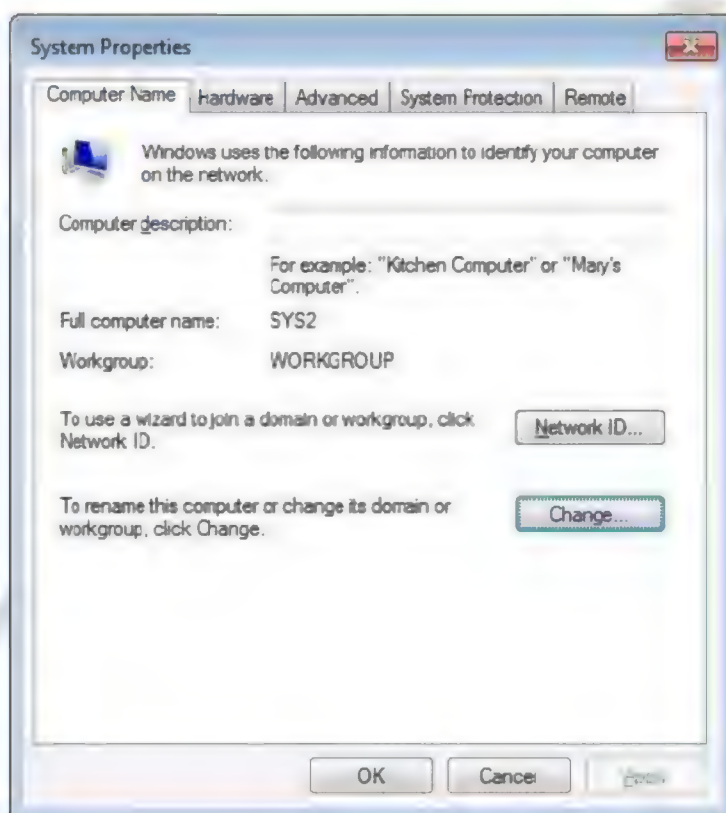 System Properties
Computer Name Hardware Advanced System Protection Remote
Windows uses the following information to identify your computer
on the network.
Computer description:
For example: "Kitchen Computer" or "Mary's
Computer".
Full computer name: SYS2
Workgroup: WORKGROUP
To use a wizard to join a domain or workgroup, click
Network ID.
Network ID...
To rename this computer or change its domain or
workgroup, click Change.
Change...
OK Cancel